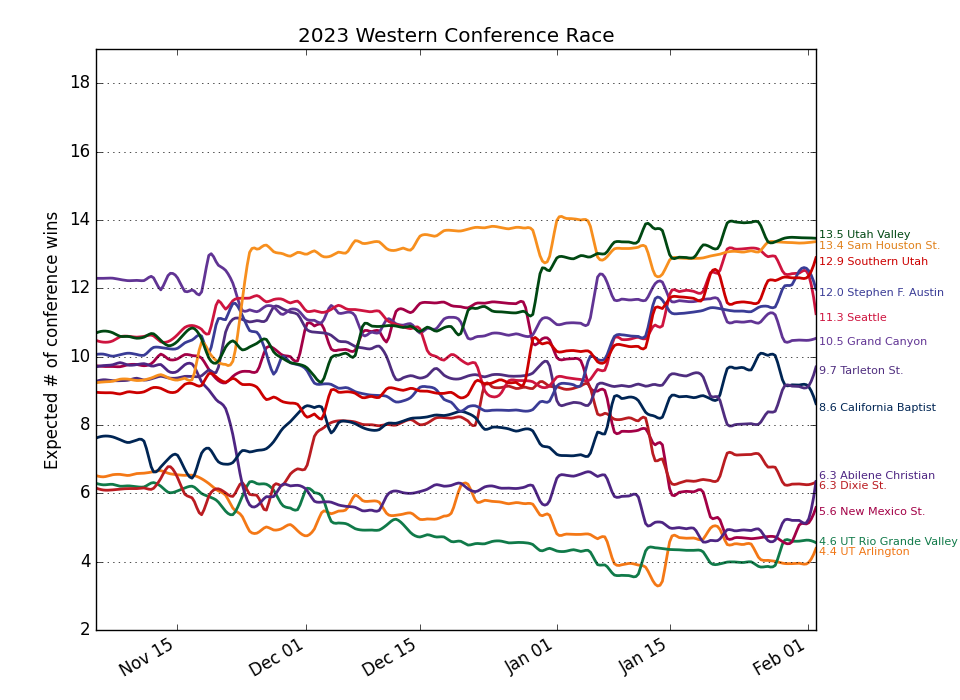 2023 Western Conference Race
Expected # of conference wins
18
16
14
12
10
8
6
4
2
Nov 15
Dec 01
Dec 15
Jan 01
Jan 15
Feb 01
13.5 Utah Valley
13.4 Sam Houston St.
12.9 Southern Utah
12.0 Stephen F. Austin
11.3 Seattle
10.5 Grand Canyon
9.7 Tarleton St.
8.6 California Baptist
6.3 Abilene Christian
6.3 Dixie St.
5.6 New Mexico St.
4.6 UT Rio Grande Valley
4.4 UT Arlington